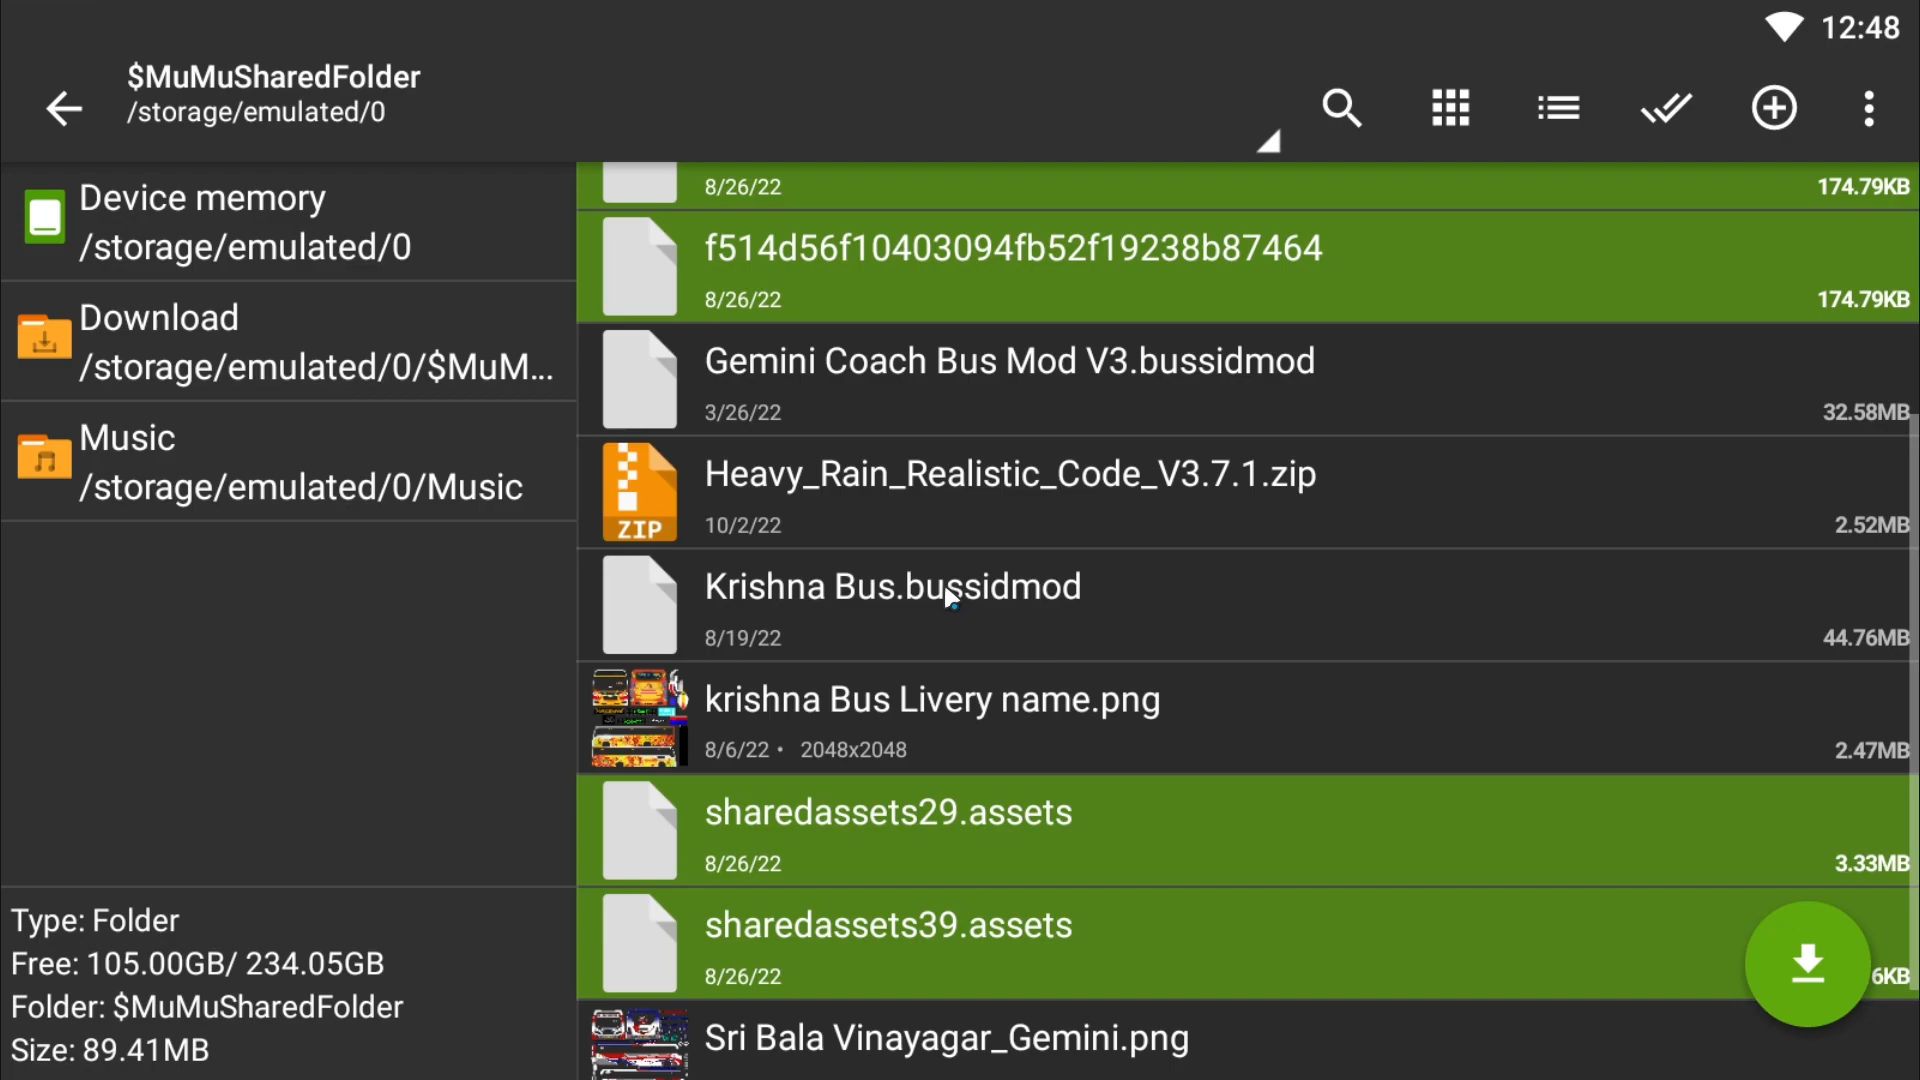 12:48
$MuMuSharedFolder
/storage/emulated/0
Device memory
/storage/emulated/0
Download
/storage/emulated/0/$MuM...
Music
/storage/emulated/0/Music
Type: Folder
Free: 105.00GB/ 234.05GB
Folder: $MuMuSharedFolder
Size: 89.41MB
8/26/22
174.79KB
f514d56f10403094fb52f19238b87464
8/26/22
174.79KB
Gemini Coach Bus Mod V3.bussidmod
3/26/22
32.58MB
ZIP
Heavy_Rain_Realistic_Code_V3.7.1.zip
10/2/22
2.52MB
Krishna Bus.bussidmod
8/19/22
44.76MB
krishna Bus Livery name.png
8/6/22 • 2048x2048
2.47MB
sharedassets29.assets
8/26/22
3.33MB
sharedassets39.assets
8/26/22
6KB
Sri Bala Vinayagar_Gemini.png